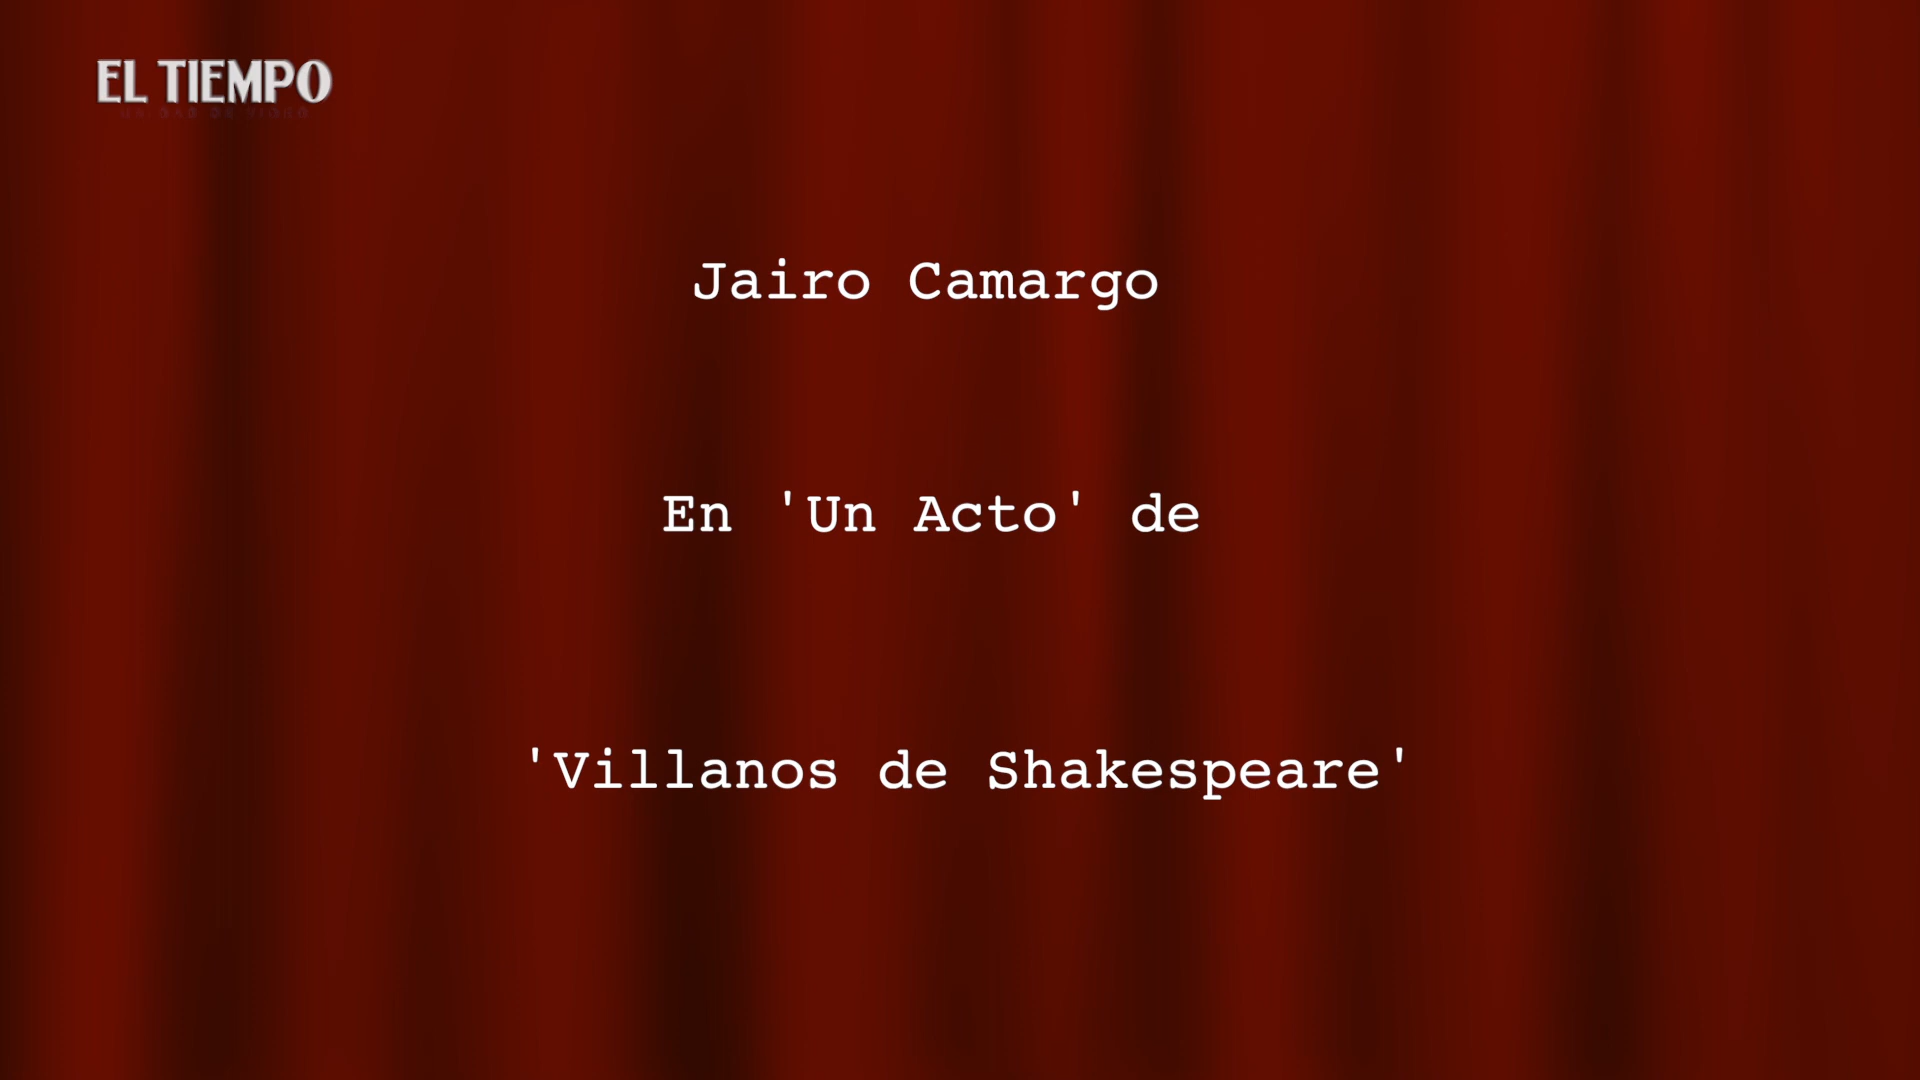 EL TIEMPO
Jairo Camargo
En 'Un Acto' de
'Villanos de Shakespeare'